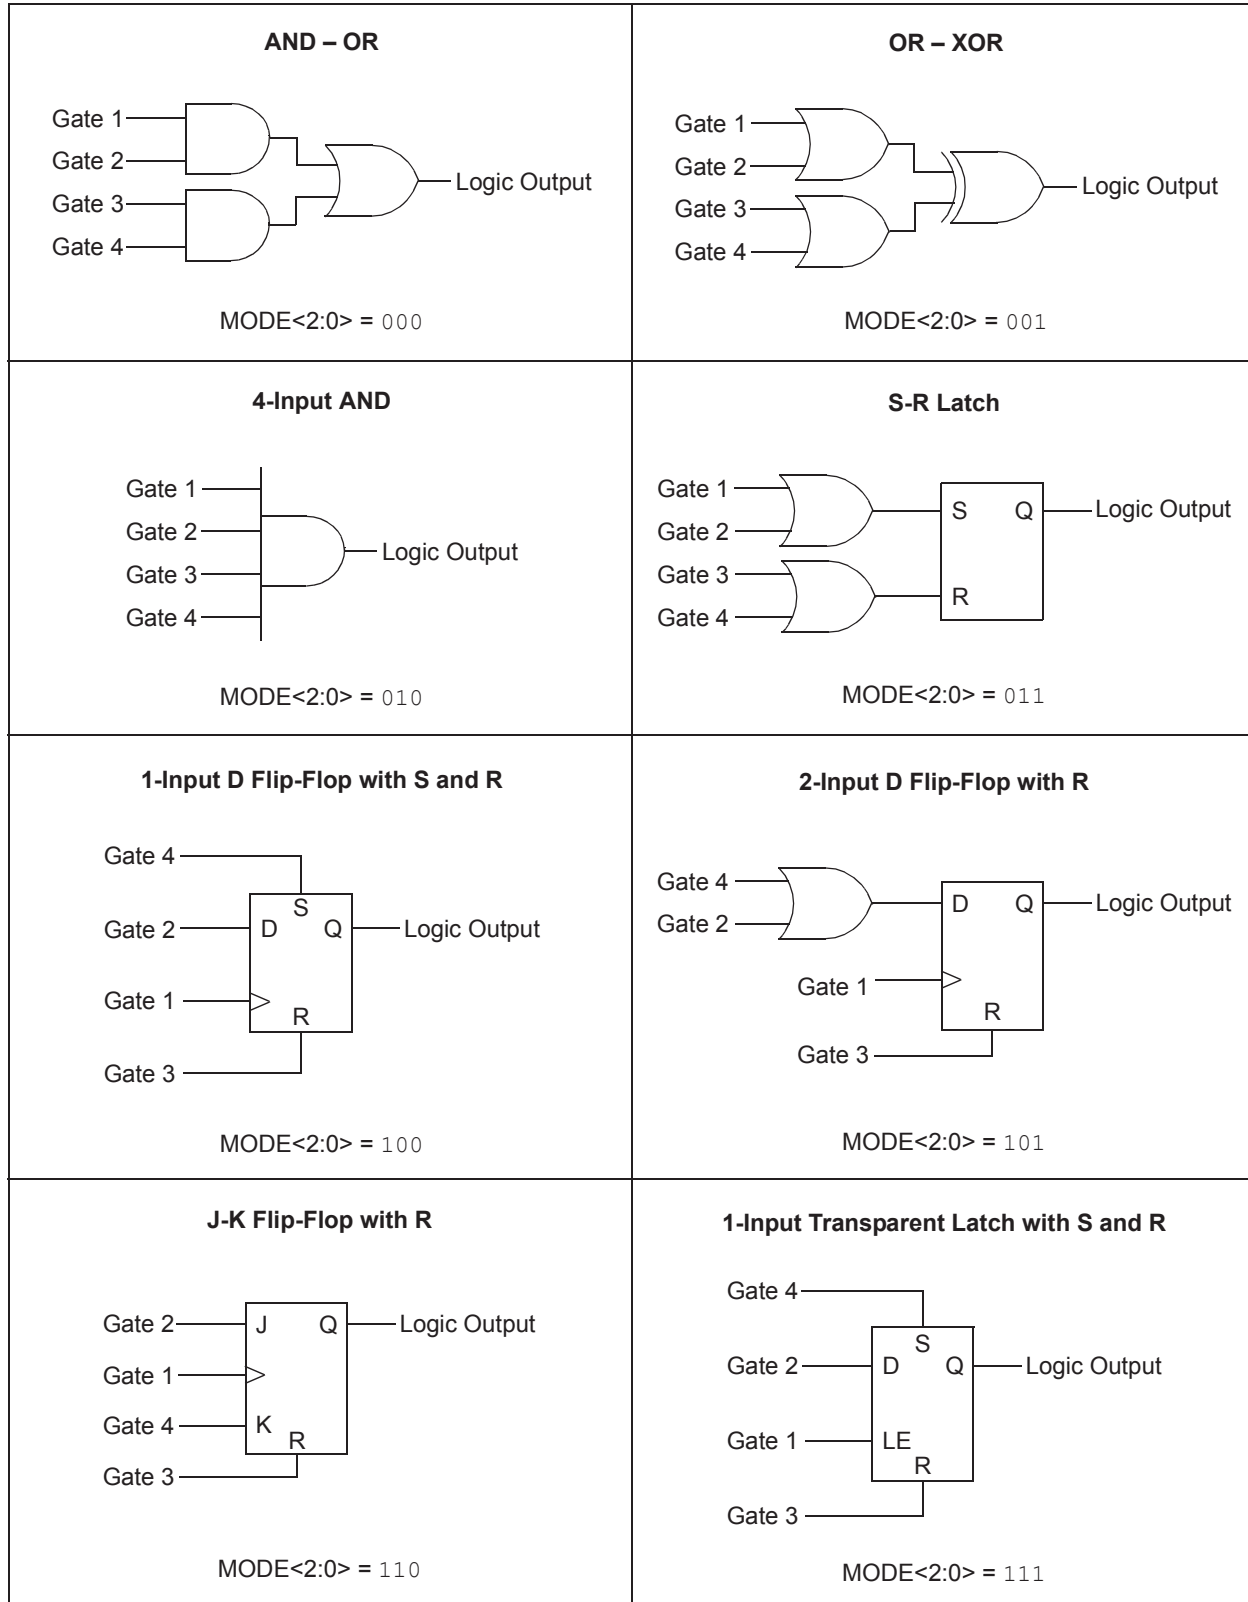 AND – OR
Gate 1
Gate 2
Gate 3
Gate 4
Logic Output
MODE<2:0> = 000
OR – XOR
Gate 1
Gate 2
Gate 3
Gate 4
Logic Output
MODE<2:0> = 001
4-Input AND
Gate 1
Gate 2
Gate 3
Gate 4
Logic Output
MODE<2:0> = 010
S-R Latch
Gate 1
Gate 2
Gate 3
Gate 4
S Q
R
Logic Output
MODE<2:0> = 011
1-Input D Flip-Flop with S and R
Gate 4
S
Gate 2 D Q Logic Output
Gate 1
R
Gate 3
MODE<2:0> = 100
2-Input D Flip-Flop with R
Gate 4
Gate 2
D Q Logic Output
Gate 1
R
Gate 3
MODE<2:0> = 101
J-K Flip-Flop with R
Gate 2 J Q Logic Output
Gate 1
Gate 4 K
R
Gate 3
MODE<2:0> = 110
1-Input Transparent Latch with S and R
Gate 4
S
Gate 2 D Q Logic Output
Gate 1 LE
R
Gate 3
MODE<2:0> = 111